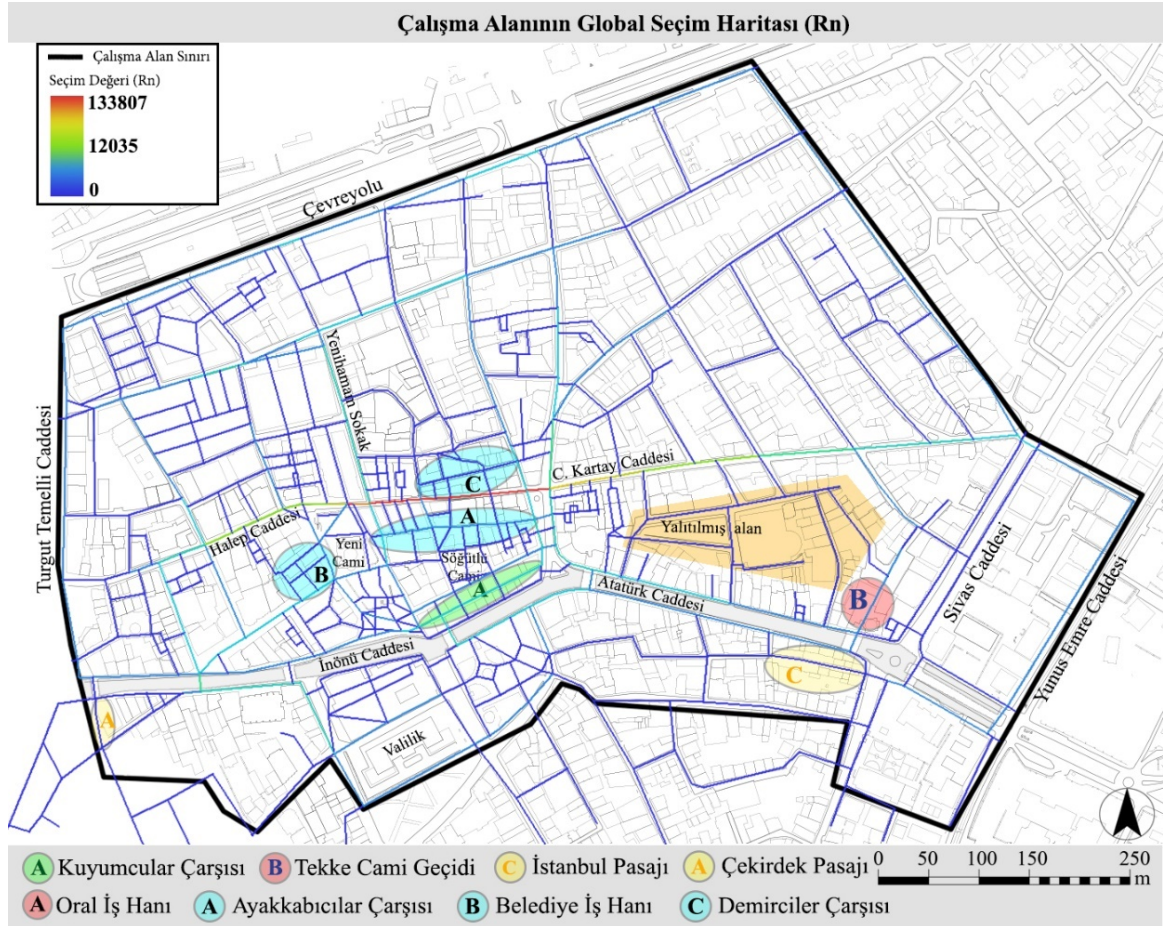 Çalışma Alanının Global Seçim Haritası (Rn)
Çalışma Alan Sınırı
Seçim Değeri (Rn)
133807
12035
0
Çevreyolu
Turgut Temelli Caddesi
Yenihamam Sokak
C. Kartay Caddesi
C
Halep Caddesi
A
Yalıtılmış alan
Yeni
Cami
Söğütlü
Cami
B
A
Atatürk Caddesi
B
Sivas Caddesi
Yunus Emre Caddesi
İnönü Caddesi
C
A
Valilik
A Kuyumcular Çarşısı B Tekke Cami Geçidi C İstanbul Pasajı A Çekirdek Pasajı
0 50 100 150 250
m
A Oral İş Hanı A Ayakkabıcılar Çarşısı B Belediye İş Hanı C Demirciler Çarşısı